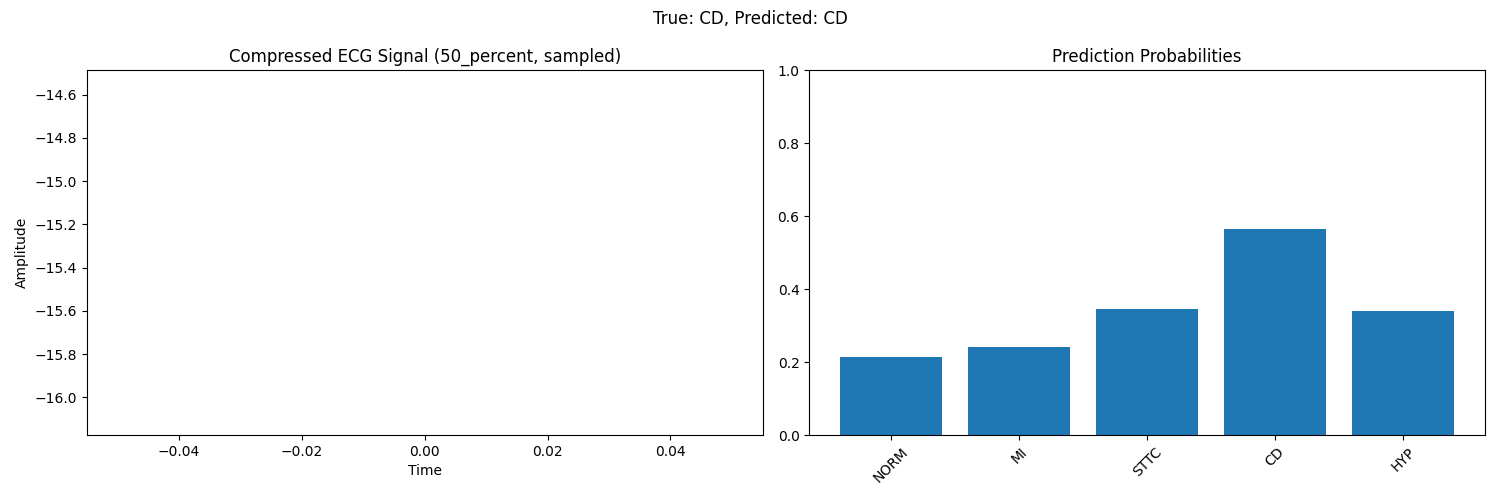 True: CD, Predicted: CD
Compressed ECG Signal (50_percent, sampled)
Amplitude
−14.6
−14.8
−15.0
−15.2
−15.4
−15.6
−15.8
−16.0
−0.04
−0.02
0.00
0.02
0.04
Time
Prediction Probabilities
1.0
0.8
0.6
0.4
0.2
0.0
NORM
MI
STTC
CD
HYP